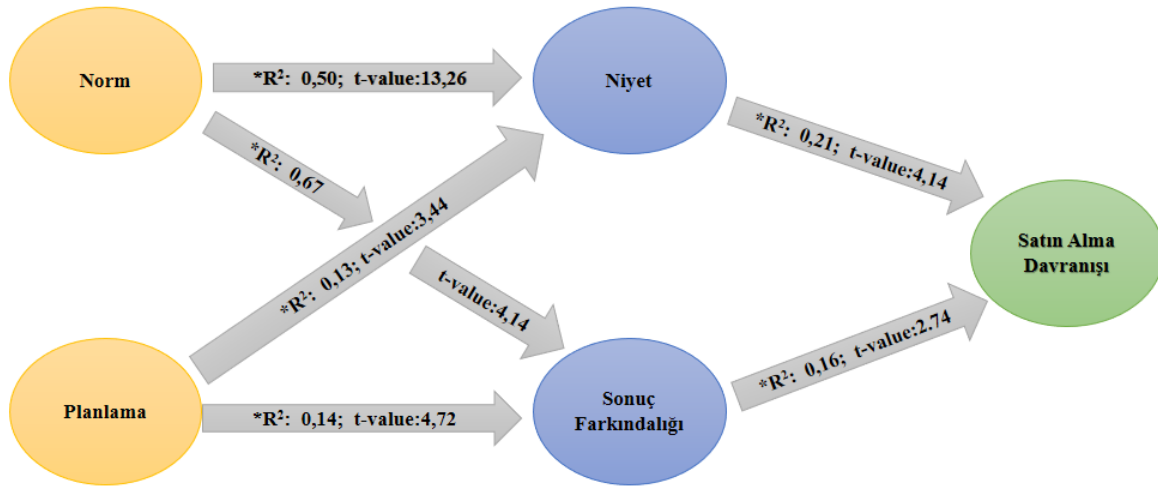 Norm
*R²: 0,50; t-value:13,26
Niyet
*R²: 0,67
*R²: 0,21; t-value:4,14
*R²: 0,13; t-value:3,44
Satın Alma
Davranışı
t-value:4,14
*R²: 0,16; t-value:2.74
Planlama
*R²: 0,14; t-value:4,72
Sonuç
Farkındalığı